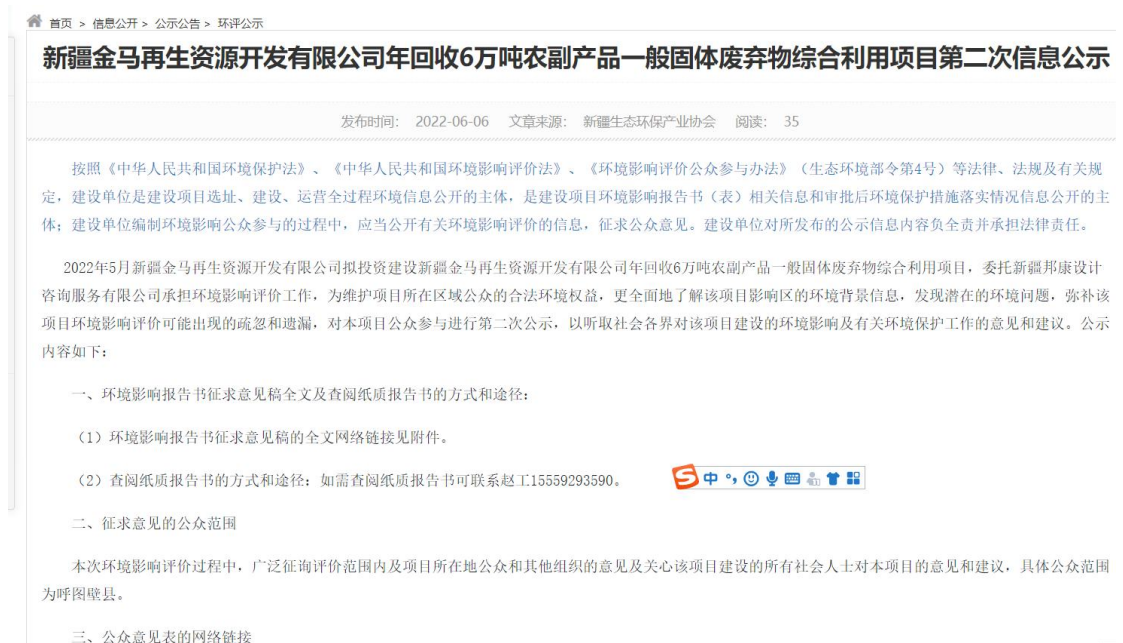 首页 > 信息公开 > 公示公告 > 环评公示
新疆金马再生资源开发有限公司年回收6万吨农副产品一般固体废弃物综合利用项目第二次信息公示
发布时间： 2022-06-06 文章来源： 新疆生态环保产业协会 阅读： 35
按照《中华人民共和国环境保护法》、《中华人民共和国环境影响评价法》、《环境影响评价公众参与办法》（生态环境部令第4号）等法律、法规及有关规
定，建设单位是建设项目选址、建设、运营全过程环境信息公开的主体，是建设项目环境影响报告书（表）相关信息和审批后环境保护措施落实情况信息公开的主
体；建设单位编制环境影响公众参与的过程中，应当公开有关环境影响评价的信息，征求公众意见。建设单位对所发布的公示信息内容负全责并承担法律责任。
2022年5月新疆金马再生资源开发有限公司拟投资建设新疆金马再生资源开发有限公司年回收6万吨农副产品一般固体废弃物综合利用项目，委托新疆邦康设计
咨询服务有限公司承担环境影响评价工作，为维护项目所在区域公众的合法环境权益，更全面地了解该项目影响区的环境背景信息，发现潜在的环境问题，弥补该
项目环境影响评价可能出现的疏忽和遗漏，对本项目公众参与进行第二次公示，以听取社会各界对该项目建设的环境影响及有关环境保护工作的意见和建议。公示
内容如下：
一、环境影响报告书征求意见稿全文及查阅纸质报告书的方式和途径：
（1）环境影响报告书征求意见稿的全文网络链接见附件。
（2）查阅纸质报告书的方式和途径：如需查阅纸质报告书可联系赵工15559293590。
中
二、征求意见的公众范围
本次环境影响评价过程中，广泛征询评价范围内及项目所在地公众和其他组织的意见及关心该项目建设的所有社会人士对本项目的意见和建议，具体公众范围
为呼图壁县。
三、公众意见表的网络链接